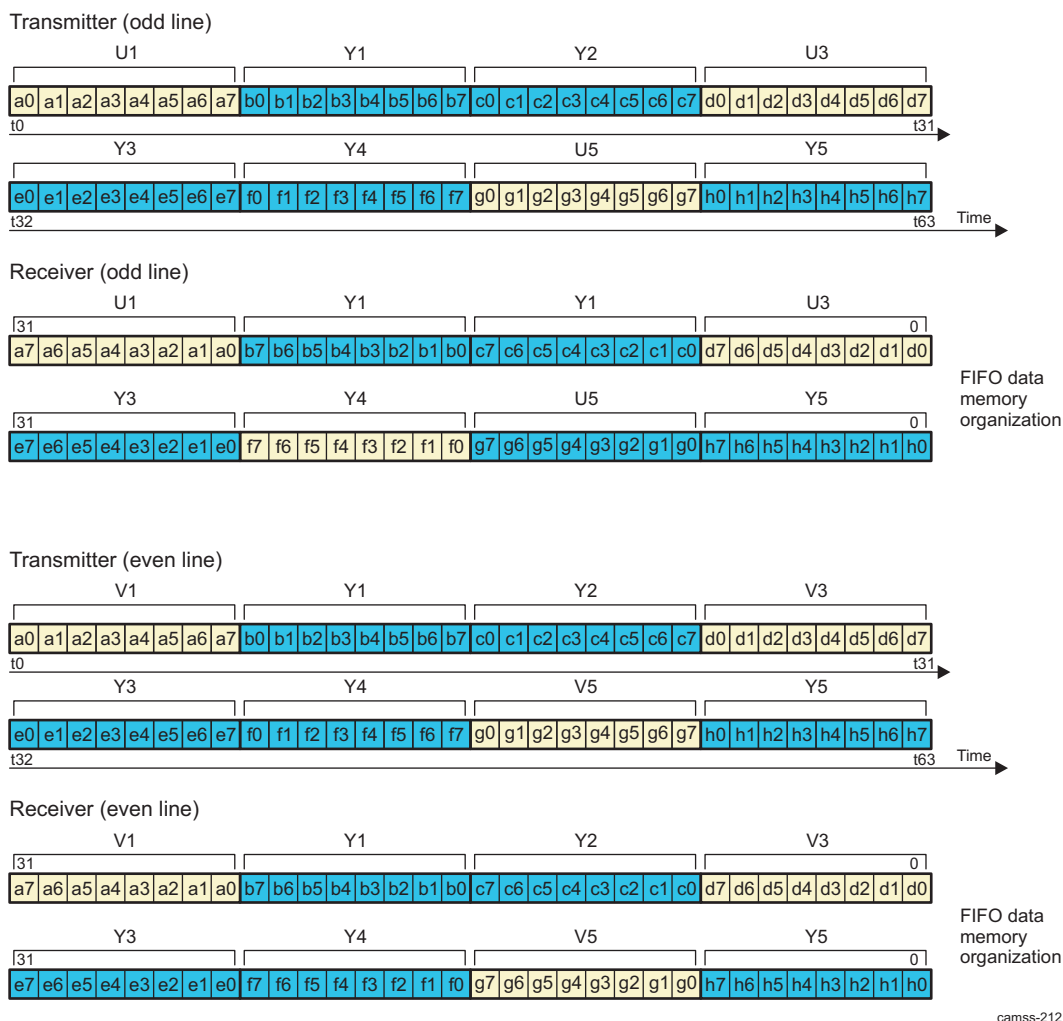 Transmitter (odd line)
U1 Y1 Y2 U3
a0 a1 a2 a3 a4 a5 a6 a7 b0 b1 b2 b3 b4 b5 b6 b7 c0 c1 c2 c3 c4 c5 c6 c7 d0 d1 d2 d3 d4 d5 d6 d7
t0 t31
Y3 Y4 U5 Y5
e0 e1 e2 e3 e4 e5 e6 e7 f0 f1 f2 f3 f4 f5 f6 f7 g0 g1 g2 g3 g4 g5 g6 g7 h0 h1 h2 h3 h4 h5 h6 h7
t32 t63 Time
Receiver (odd line)
U1 Y1 Y1 U3
31 0
a7 a6 a5 a4 a3 a2 a1 a0 b7 b6 b5 b4 b3 b2 b1 b0 c7 c6 c5 c4 c3 c2 c1 c0 d7 d6 d5 d4 d3 d2 d1 d0
Y3 Y4 U5 Y5
31 0
e7 e6 e5 e4 e3 e2 e1 e0 f7 f6 f5 f4 f3 f2 f1 f0 g7 g6 g5 g4 g3 g2 g1 g0 h7 h6 h5 h4 h3 h2 h1 h0
FIFO data
memory
organization
Transmitter (even line)
V1 Y1 Y2 V3
a0 a1 a2 a3 a4 a5 a6 a7 b0 b1 b2 b3 b4 b5 b6 b7 c0 c1 c2 c3 c4 c5 c6 c7 d0 d1 d2 d3 d4 d5 d6 d7
t0 t31
Y3 Y4 V5 Y5
e0 e1 e2 e3 e4 e5 e6 e7 f0 f1 f2 f3 f4 f5 f6 f7 g0 g1 g2 g3 g4 g5 g6 g7 h0 h1 h2 h3 h4 h5 h6 h7
t32 t63 Time
Receiver (even line)
V1 Y1 Y2 V3
31 0
a7 a6 a5 a4 a3 a2 a1 a0 b7 b6 b5 b4 b3 b2 b1 b0 c7 c6 c5 c4 c3 c2 c1 c0 d7 d6 d5 d4 d3 d2 d1 d0
Y3 Y4 V5 Y5
31 0
e7 e6 e5 e4 e3 e2 e1 e0 f7 f6 f5 f4 f3 f2 f1 f0 g7 g6 g5 g4 g3 g2 g1 g0 h7 h6 h5 h4 h3 h2 h1 h0
FIFO data
memory
organization
camss-212